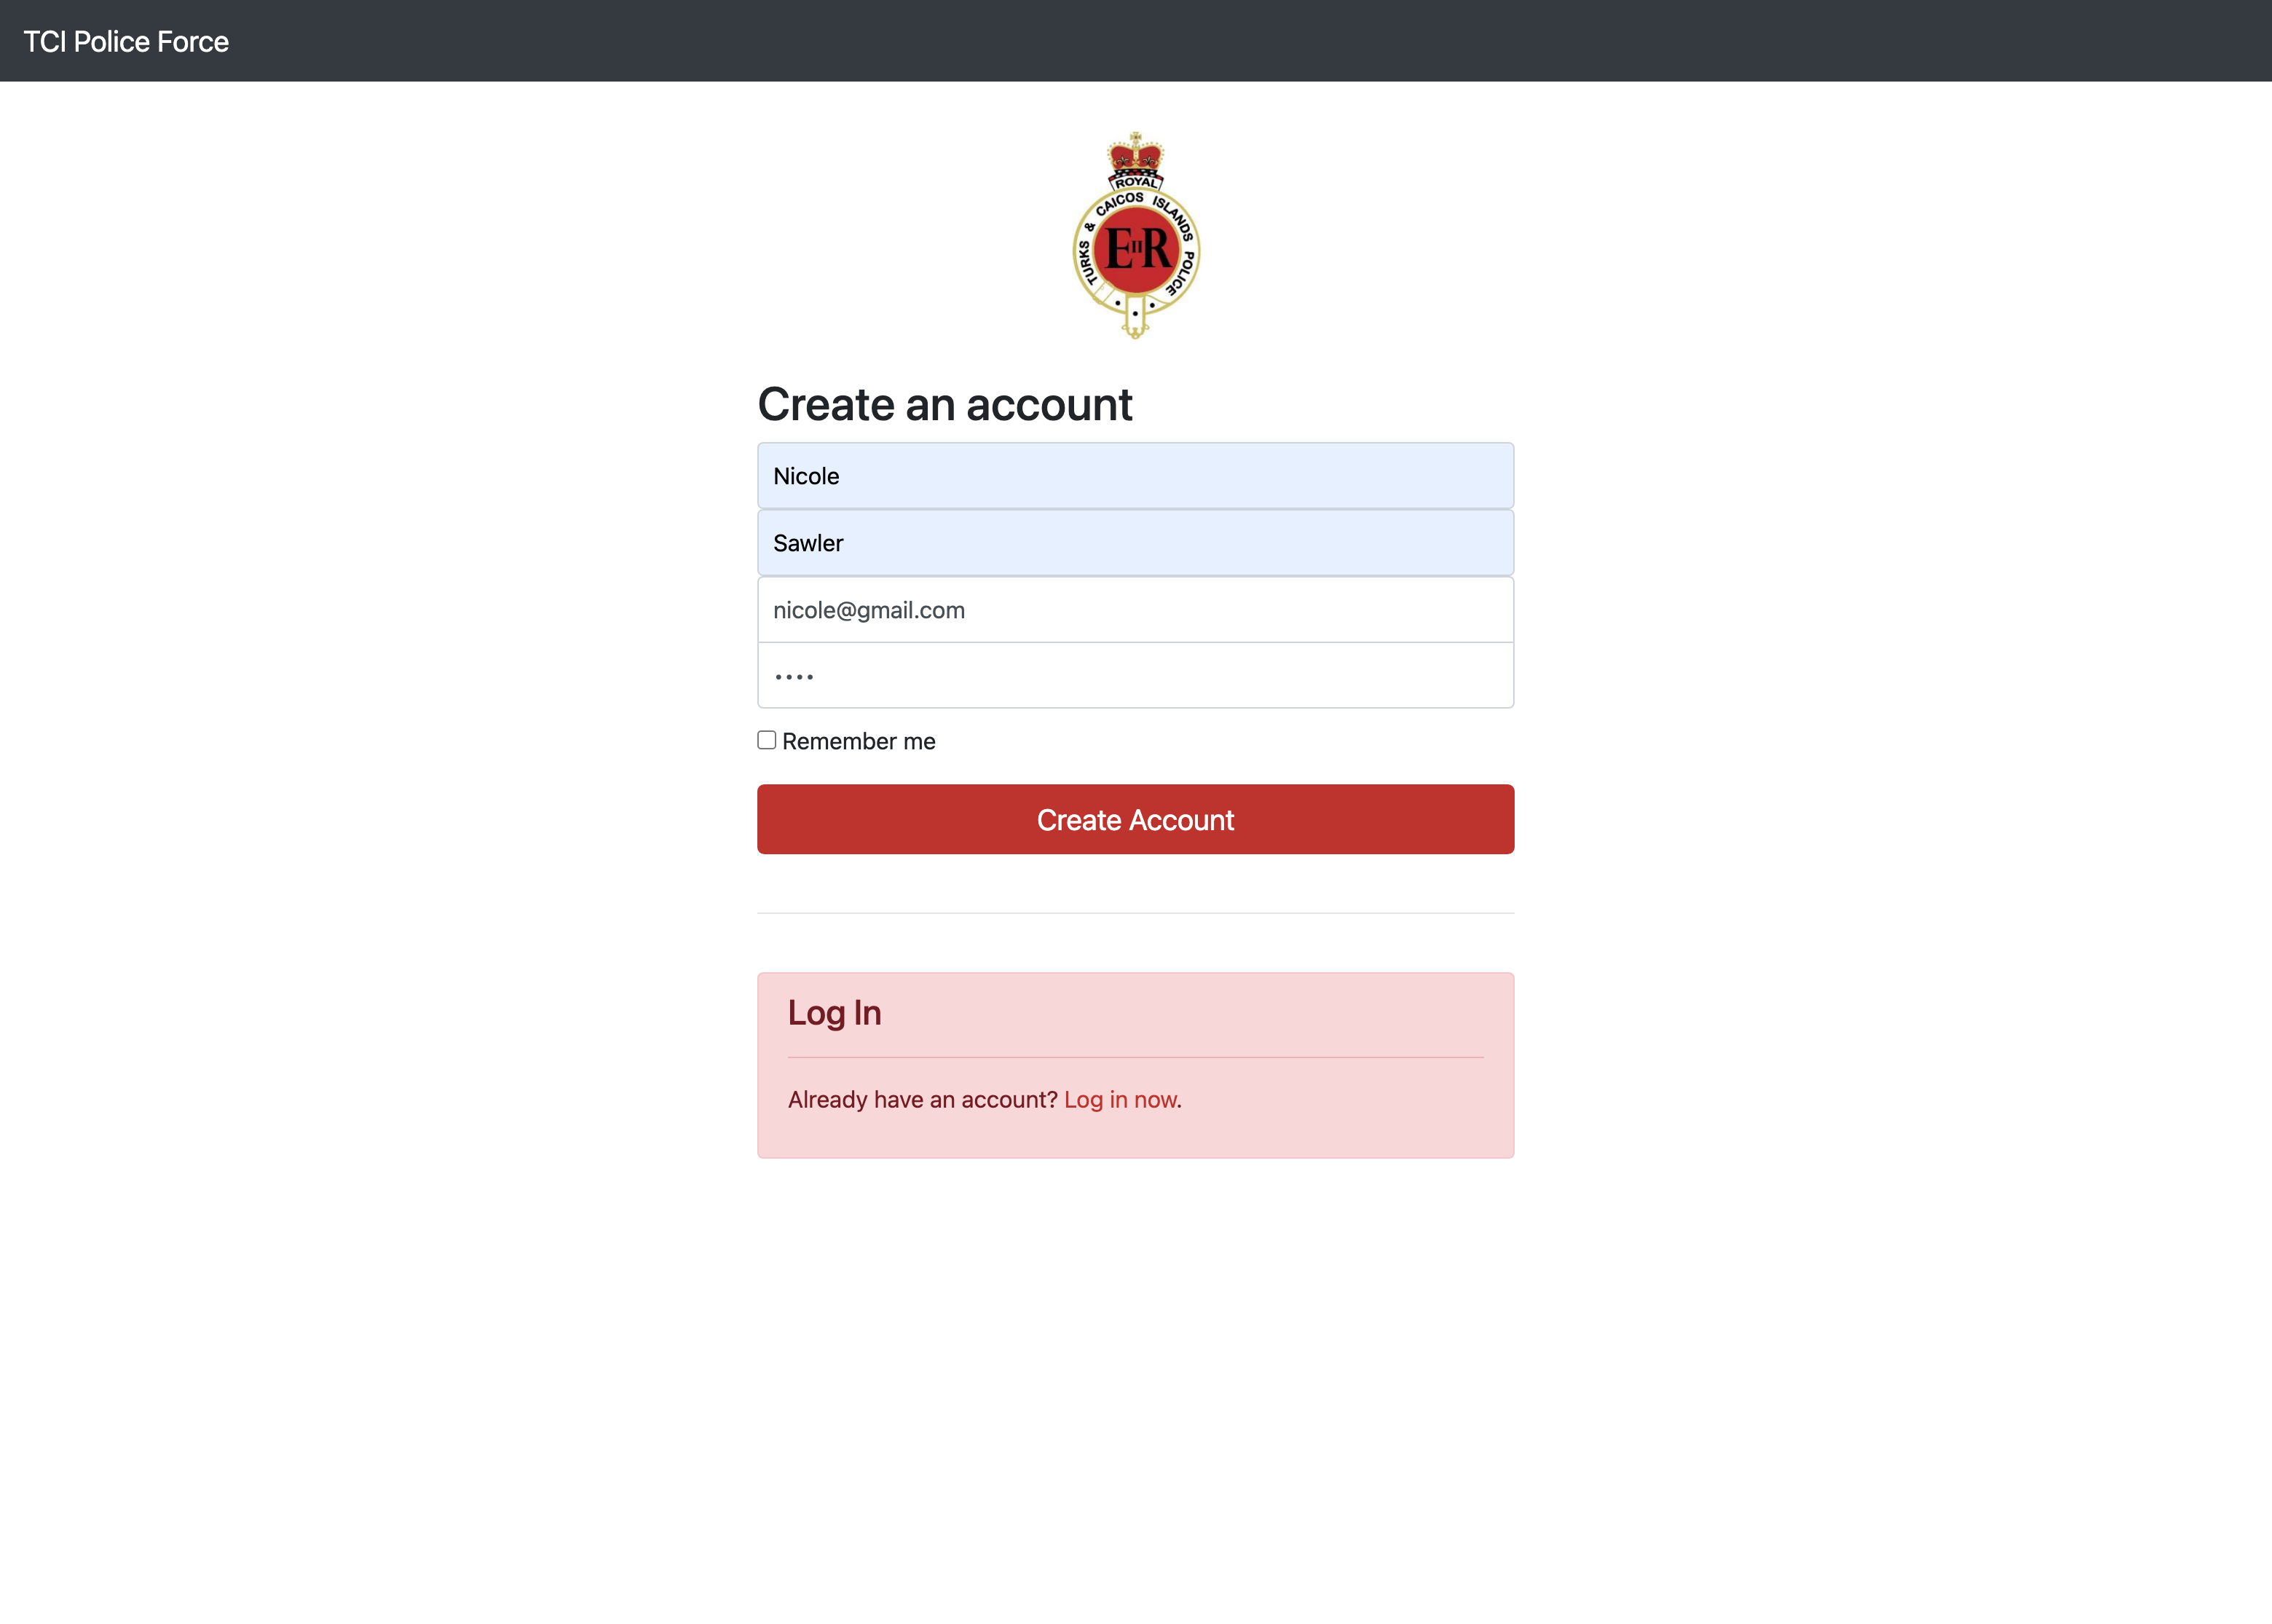 TCI Police Force
ROYAL
TURKS & CAICOS ISLANDS POLICE
E II R
Create an account
Nicole
Sawler
nicole@gmail.com
••••
Remember me
Create Account
Log In
Already have an account? Log in now.